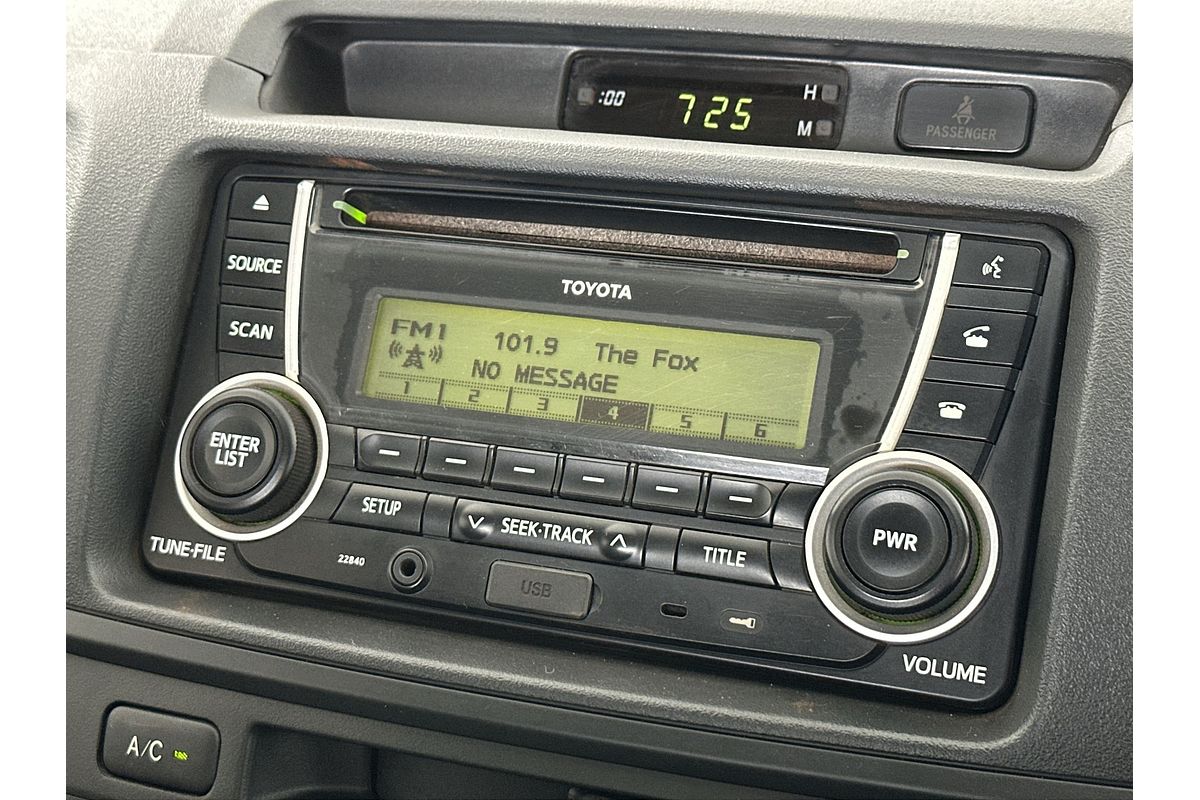 :00
725
H
M
PASSENGER
SOURCE
SCAN
TOYOTA
FM1 101.9 The Fox
NO MESSAGE
1 2 3 4 5 6
ENTER
LIST
TUNE·FILE
SETUP
SEEK·TRACK
TITLE
PWR
VOLUME
22840
USB
A/C